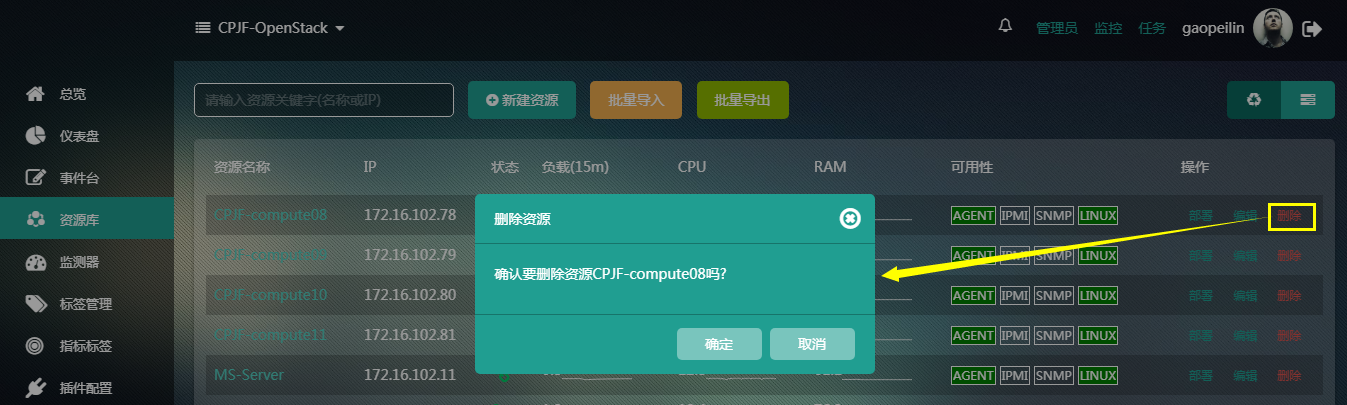 CPJF-OpenStack
管理员 监控 任务 gaopeilin
总览
仪表盘
事件台
资源库
监测器
标签管理
指标标签
插件配置
请输入资源关键字(名称或IP) 新建资源 批量导入 批量导出
资源名称 IP 状态 负载(15m) CPU RAM 可用性 操作
CPJF-compute08 172.16.102.78 AGENT IPMI SNMP LINUX 部署 编辑 删除
172.16.102.79 AGENT IPMI SNMP LINUX 部署 编辑 删除
CPJF-compute10 172.16.102.80 AGENT IPMI SNMP LINUX 部署 编辑 删除
CPJF-compute11 172.16.102.81 AGENT IPMI SNMP LINUX 部署 编辑 删除
MS-Server 172.16.102.11 AGENT IPMI SNMP LINUX 部署 编辑 删除
删除资源
确认要删除资源CPJF-compute08吗?
确定 取消